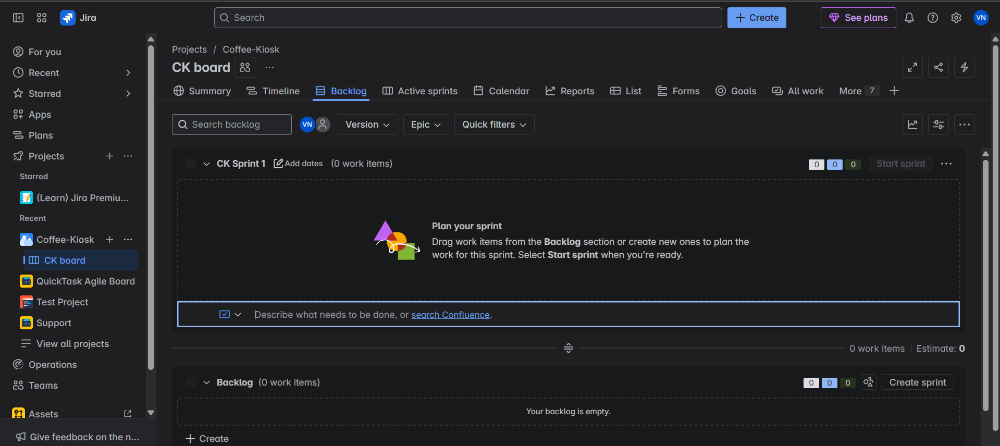 Jira
Search
Create
See plans
VN
For you
Recent
Starred
Apps
Plans
Projects
Starred
(Learn) Jira Premiu...
Recent
Coffee-Kiosk
CK board
QuickTask Agile Board
Test Project
Support
View all projects
Operations
Teams
Assets
Give feedback on the n...
Projects / Coffee-Kiosk
CK board
Summary Timeline Backlog Active sprints Calendar Reports List Forms Goals All work More 7
Search backlog VN Version Epic Quick filters
CK Sprint 1 Add dates (0 work items) 0 0 0 Start sprint
Plan your sprint
Drag work items from the Backlog section or create new ones to plan the
work for this sprint. Select Start sprint when you're ready.
Describe what needs to be done, or search Confluence.
0 work items Estimate: 0
Backlog (0 work items) 0 0 0 Create sprint
Your backlog is empty.
Create